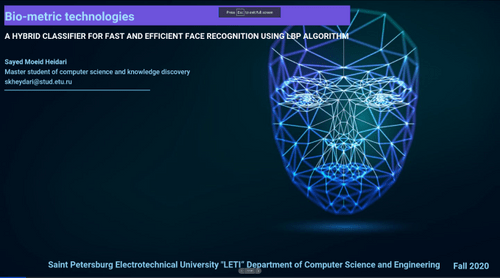 Bio-metric technologies
Press Esc to exit full screen
A HYBRID CLASSIFIER FOR FAST AND EFFICIENT FACE RECOGNITION USING LBP ALGORITHM
Sayed Moeid Heidari
Master student of computer science and knowledge discovery
skheydari@stud.etu.ru
Saint Petersburg Electrotechnical University "LETI" Department of Computer Science and Engineering
Fall 2020